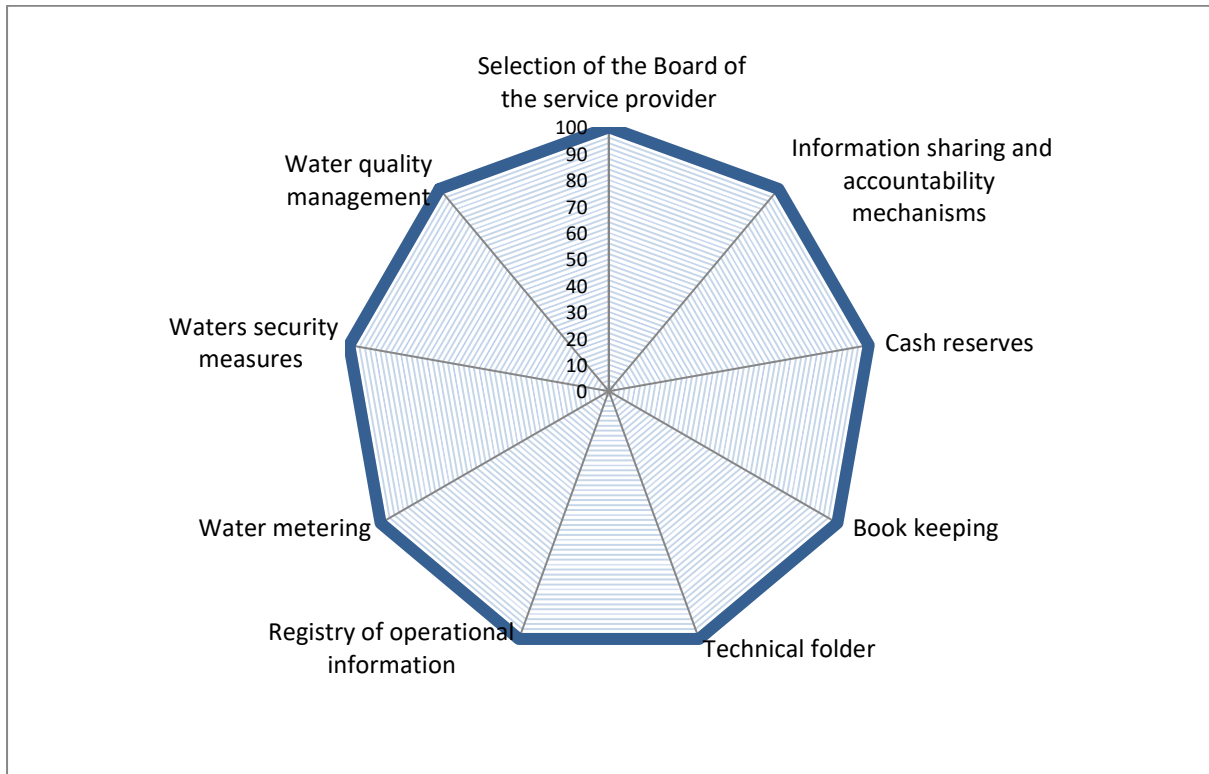 Selection of the Board of
the service provider
100
90
80
70
60
50
40
30
20
10
0
Information sharing and
accountability
mechanisms
Cash reserves
Book keeping
Technical folder
Registry of operational
information
Water metering
Waters security
measures
Water quality
management